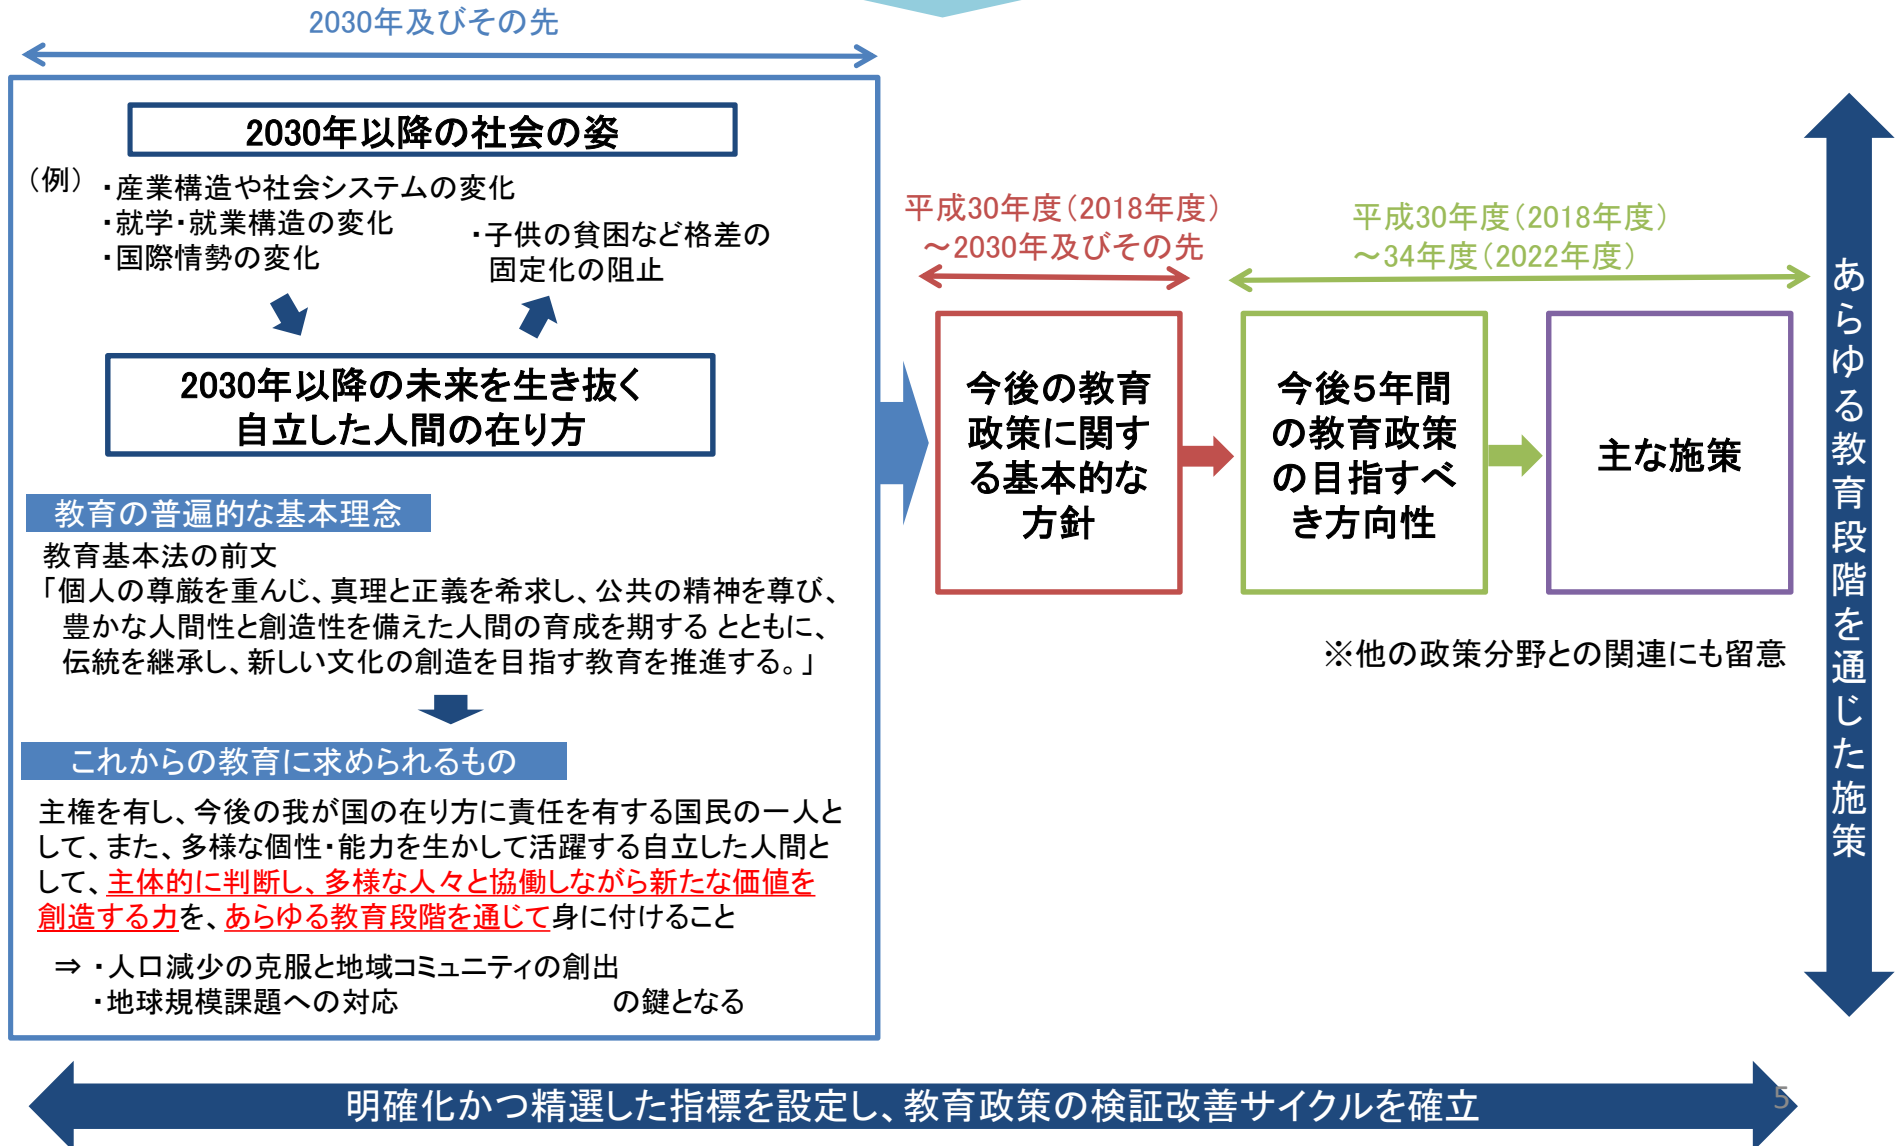 2030年及びその先
2030年以降の社会の姿
（例）
・産業構造や社会システムの変化
・就学・就業構造の変化
・国際情勢の変化
・子供の貧困など格差の
固定化の阻止
2030年以降の未来を生き抜く
自立した人間の在り方
教育の普遍的な基本理念
教育基本法の前文
「個人の尊厳を重んじ、真理と正義を希求し、公共の精神を尊び、
豊かな人間性と創造性を備えた人間の育成を期する とともに、
伝統を継承し、新しい文化の創造を目指す教育を推進する。」
これからの教育に求められるもの
主権を有し、今後の我が国の在り方に責任を有する国民の一人と
して、また、多様な個性・能力を生かして活躍する自立した人間と
して、主体的に判断し、多様な人々と協働しながら新たな価値を
創造する力を、あらゆる教育段階を通じて身に付けること
⇒ ・人口減少の克服と地域コミュニティの創出
・地球規模課題への対応
の鍵となる
平成30年度（2018年度）
～2030年及びその先
今後の教育
政策に関す
る基本的な
方針
平成30年度（2018年度）
～34年度（2022年度）
今後５年間
の教育政策
の目指すべ
き方向性
主な施策
※他の政策分野との関連にも留意
あらゆる教育段階を通じた施策
明確化かつ精選した指標を設定し、教育政策の検証改善サイクルを確立
5